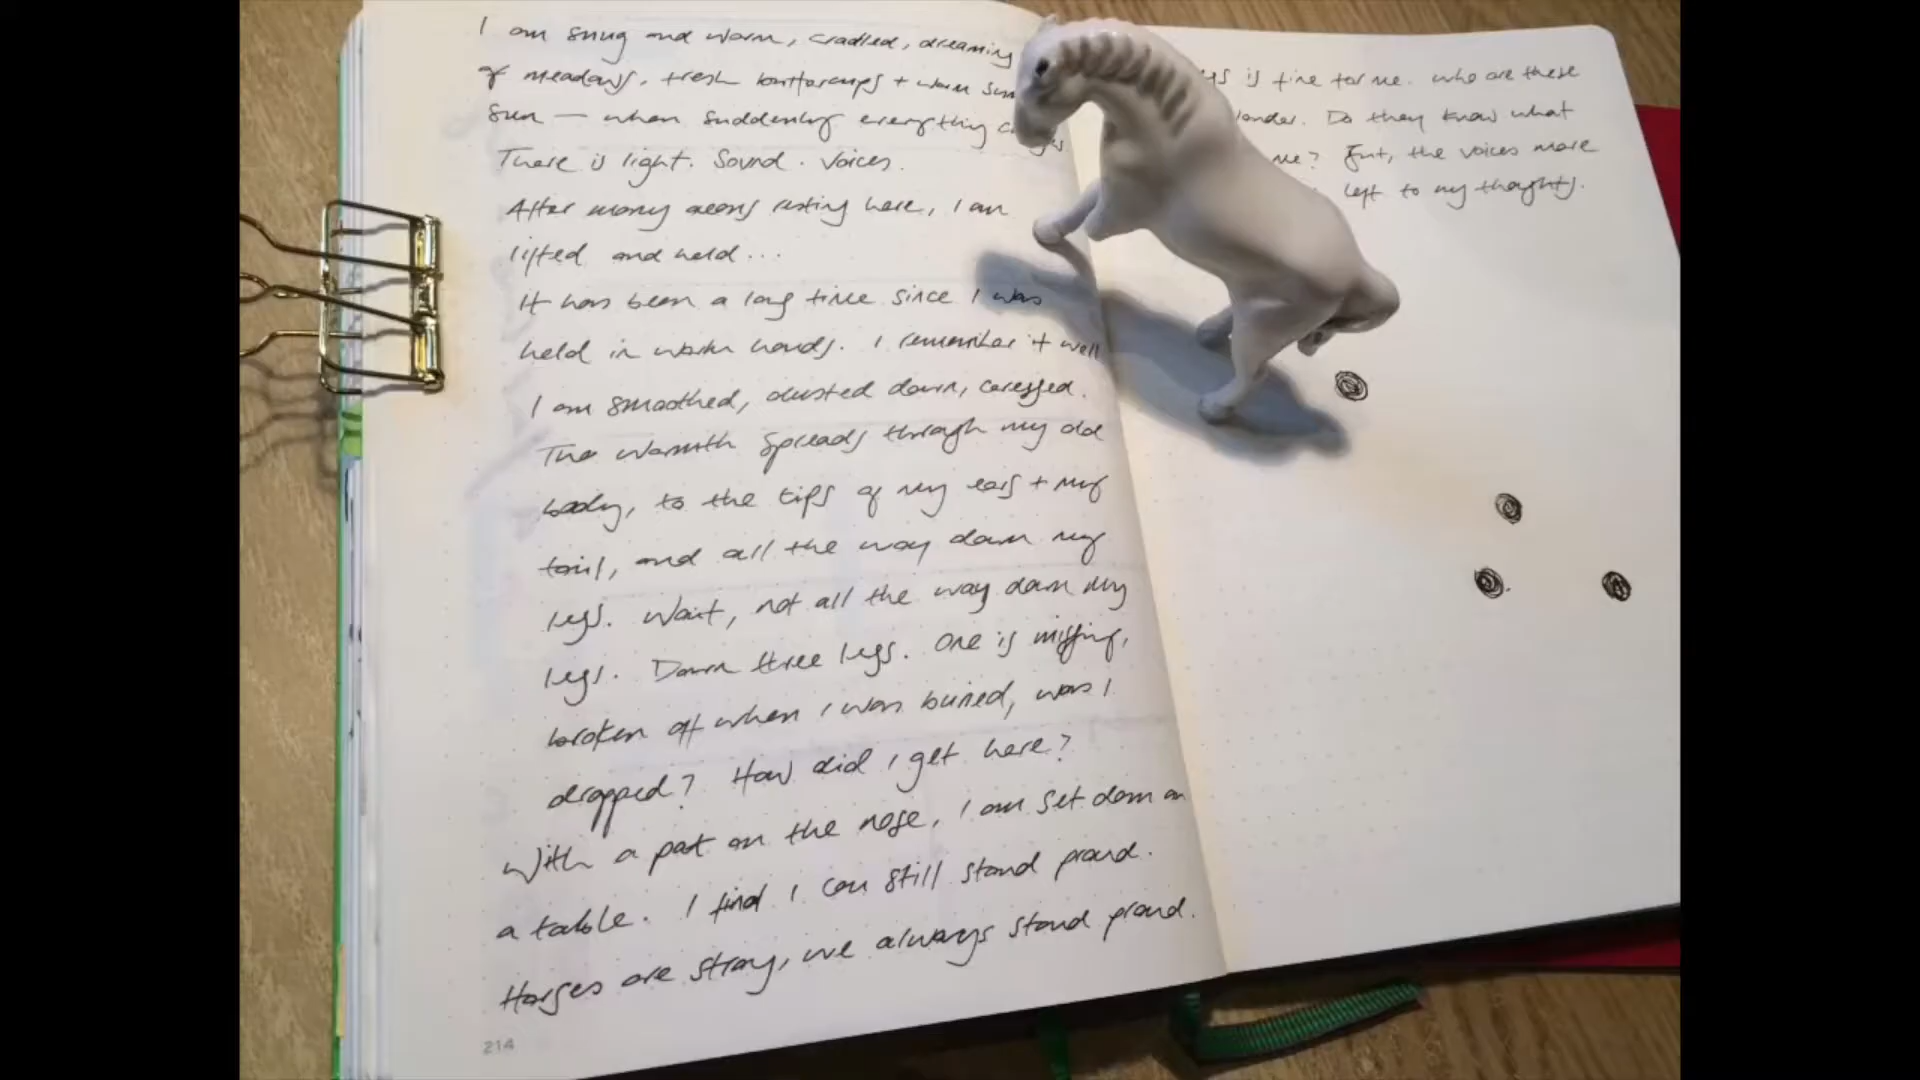 I am snug and warm, cradled, dreaming
of meadows, fresh buttercups + warm
sun — when suddenly everything
There is light. Sound. Voices.
After many aeons resting here, I am
lifted and held...
It has been a long time since I was
held in warm hands. I remember it well
I am smoothed, dusted down, caressed.
The warmth spreads through my old
body, to the tips of my ears + my
tail, and all the way down my
legs. Wait, not all the way down my
legs. Down three legs. One is missing,
broken off when I was buried, was I
dropped? How did I get here?
With a pat on the nose, I am set down on
a table. I find I can still stand proud.
Horses are strong, we always stand proud.
214
is fine for me. Who are these
Do they know what
me? But, the voices move
left to my thoughts.